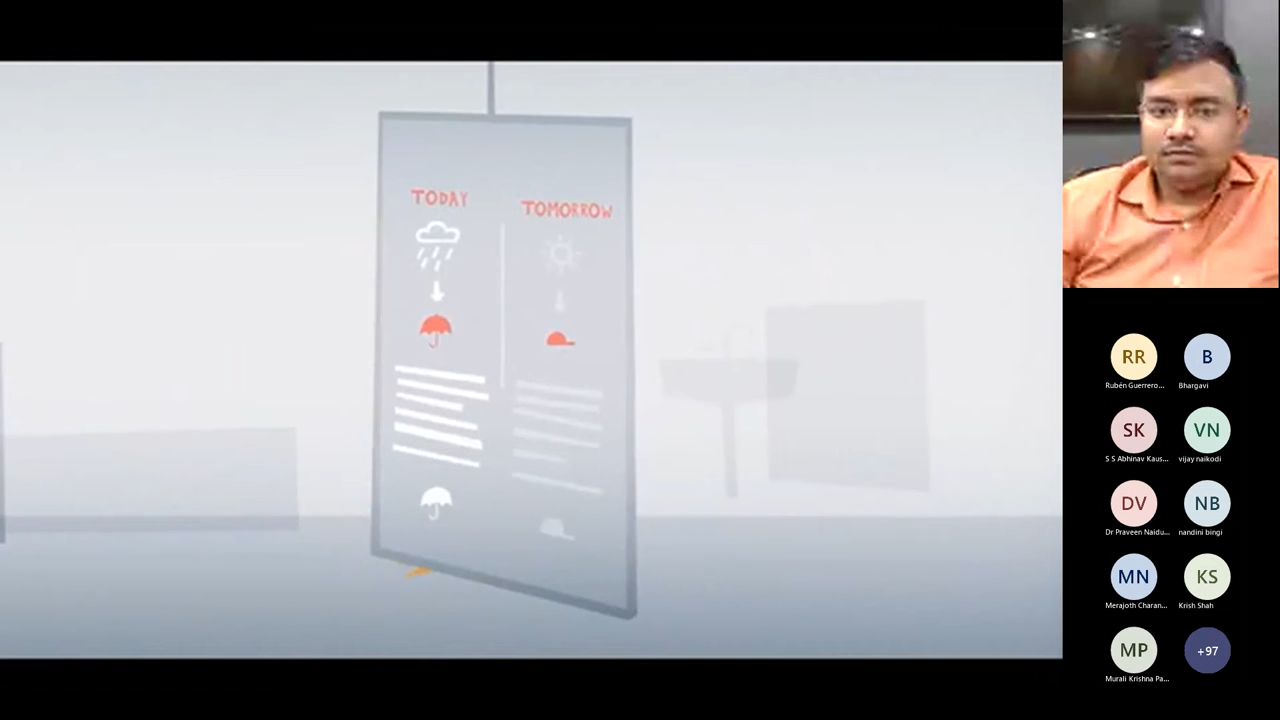 TODAY
TOMORROW
RR
B
Rubén Guerrero...
Bhargavi
SK
VN
S S Abhinav Kaus...
vijay naikodi
DV
NB
Dr Praveen Naidu...
nandini bingi
MN
KS
Merajoth Charan...
Krish Shah
MP
+97
Murali Krishna Pa...